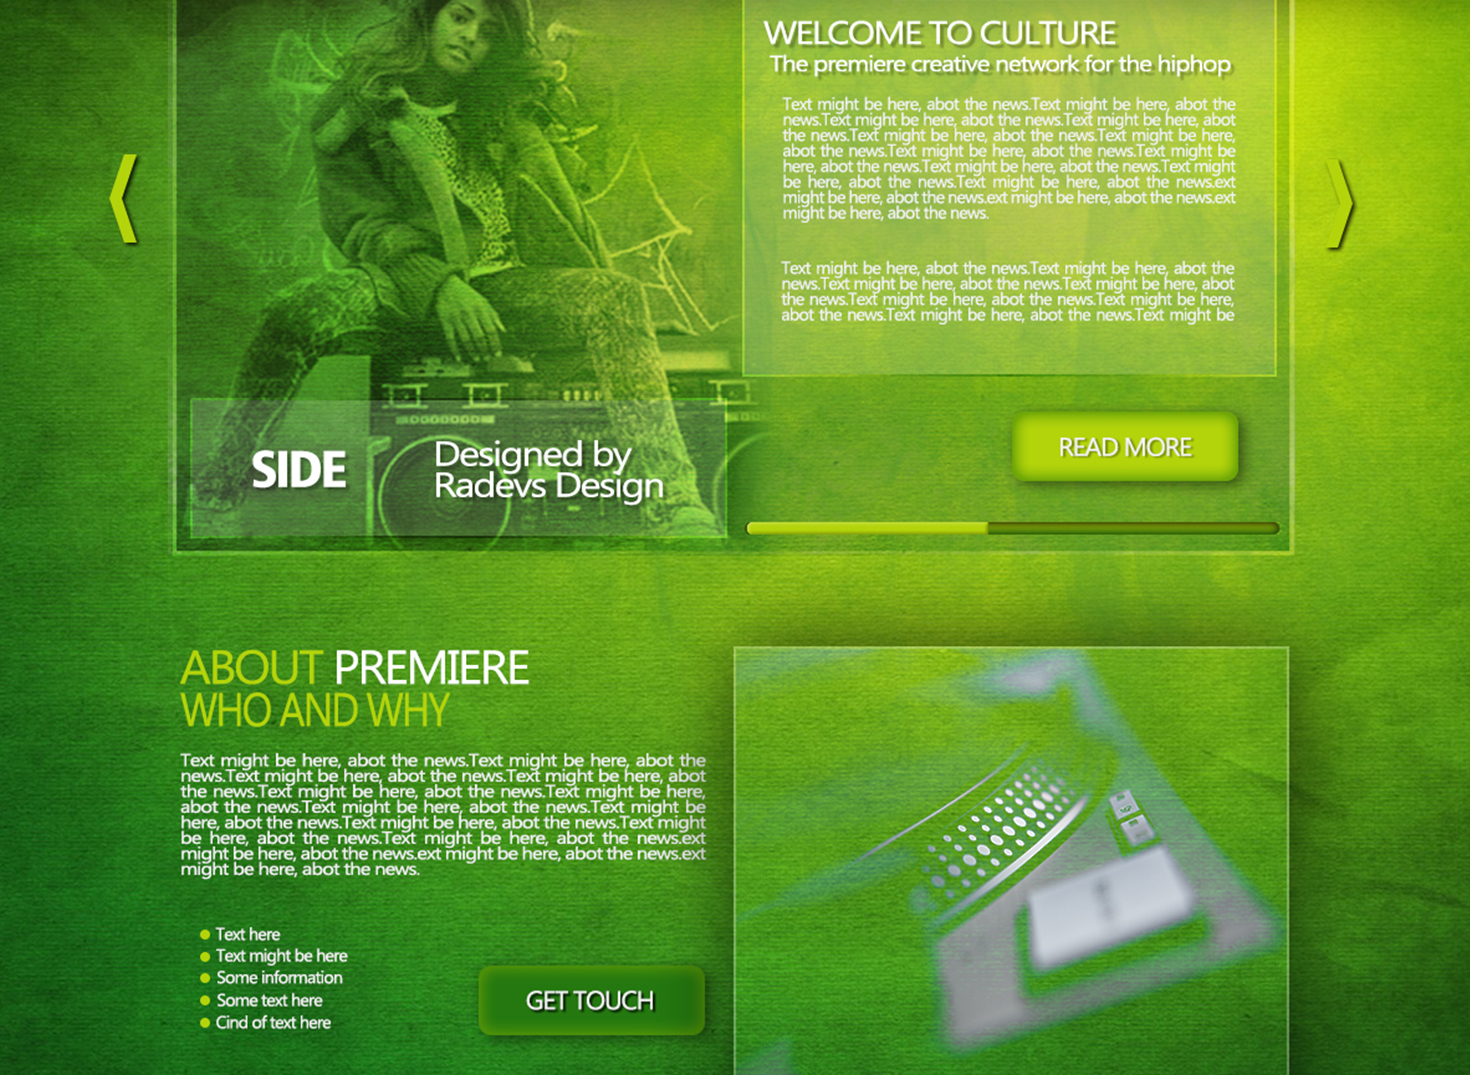 WELCOME TO CULTURE
The premiere creative network for the hiphop
Text might be here, abot the news.Text might be here, abot the
news.Text might be here, abot the news.Text might be here, abot
the news.Text might be here, abot the news.Text might be here,
abot the news.Text might be here, abot the news.Text might be
here, abot the news.Text might be here, abot the news.Text might
be here, abot the news.Text might be here, abot the news.ext
might be here, abot the news.ext might be here, abot the news.ext
might be here, abot the news.
Text might be here, abot the news.Text might be here, abot the
news.Text might be here, abot the news.Text might be here, abot
the news.Text might be here, abot the news.Text might be here,
abot the news.Text might be here, abot the news.Text might be
READ MORE
SIDE
Designed by
Radevs Design
ABOUT PREMIERE
WHO AND WHY
Text might be here, abot the news.Text might be here, abot the
news.Text might be here, abot the news.Text might be here, abot
the news.Text might be here, abot the news.Text might be here,
abot the news.Text might be here, abot the news.Text might be
here, abot the news.Text might be here, abot the news.Text might
be here, abot the news.Text might be here, abot the news.ext
might be here, abot the news.ext might be here, abot the news.ext
might be here, abot the news.
Text here
Text might be here
Some information
Some text here
Cind of text here
GET TOUCH